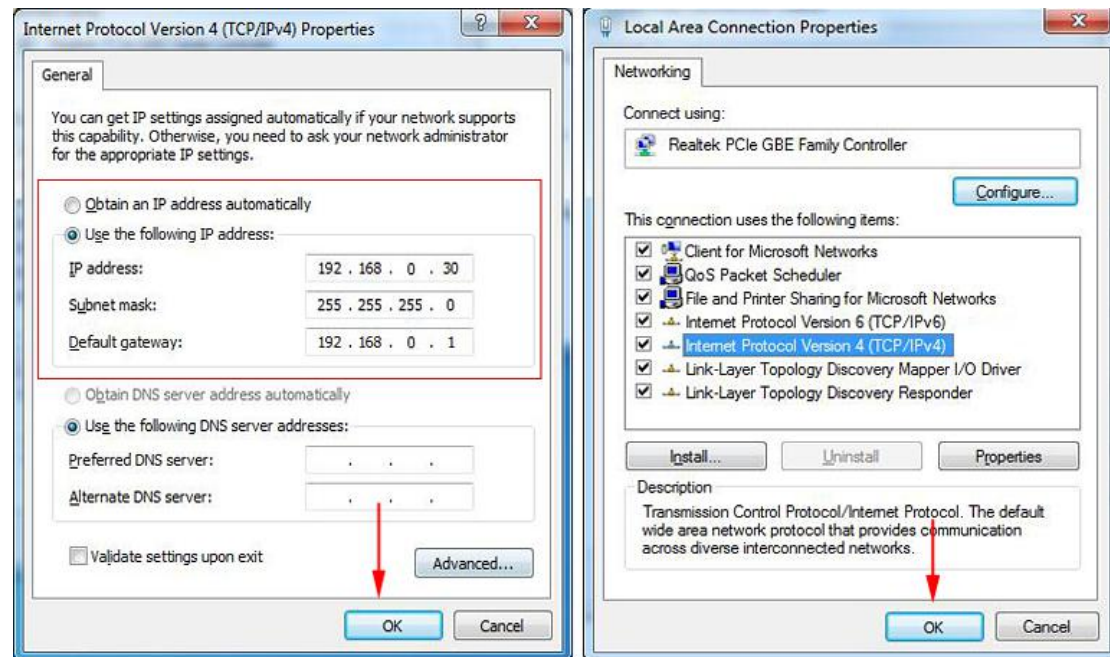 Internet Protocol Version 4 (TCP/IPv4) Properties
General
You can get IP settings assigned automatically if your network supports
this capability. Otherwise, you need to ask your network administrator
for the appropriate IP settings.
Obtain an IP address automatically
Use the following IP address:
IP address: 192 . 168 . 0 . 30
Subnet mask: 255 . 255 . 255 . 0
Default gateway: 192 . 168 . 0 . 1
Obtain DNS server address automatically
Use the following DNS server addresses:
Preferred DNS server: . . .
Alternate DNS server: . . .
Validate settings upon exit
Advanced...
OK Cancel
Local Area Connection Properties
Networking
Connect using:
Realtek PCIe GBE Family Controller
Configure...
This connection uses the following items:
Client for Microsoft Networks
QoS Packet Scheduler
File and Printer Sharing for Microsoft Networks
Internet Protocol Version 6 (TCP/IPv6)
Internet Protocol Version 4 (TCP/IPv4)
Link-Layer Topology Discovery Mapper I/O Driver
Link-Layer Topology Discovery Responder
Install... Uninstall Properties
Description
Transmission Control Protocol/Internet Protocol. The default
wide area network protocol that provides communication
across diverse interconnected networks.
OK Cancel